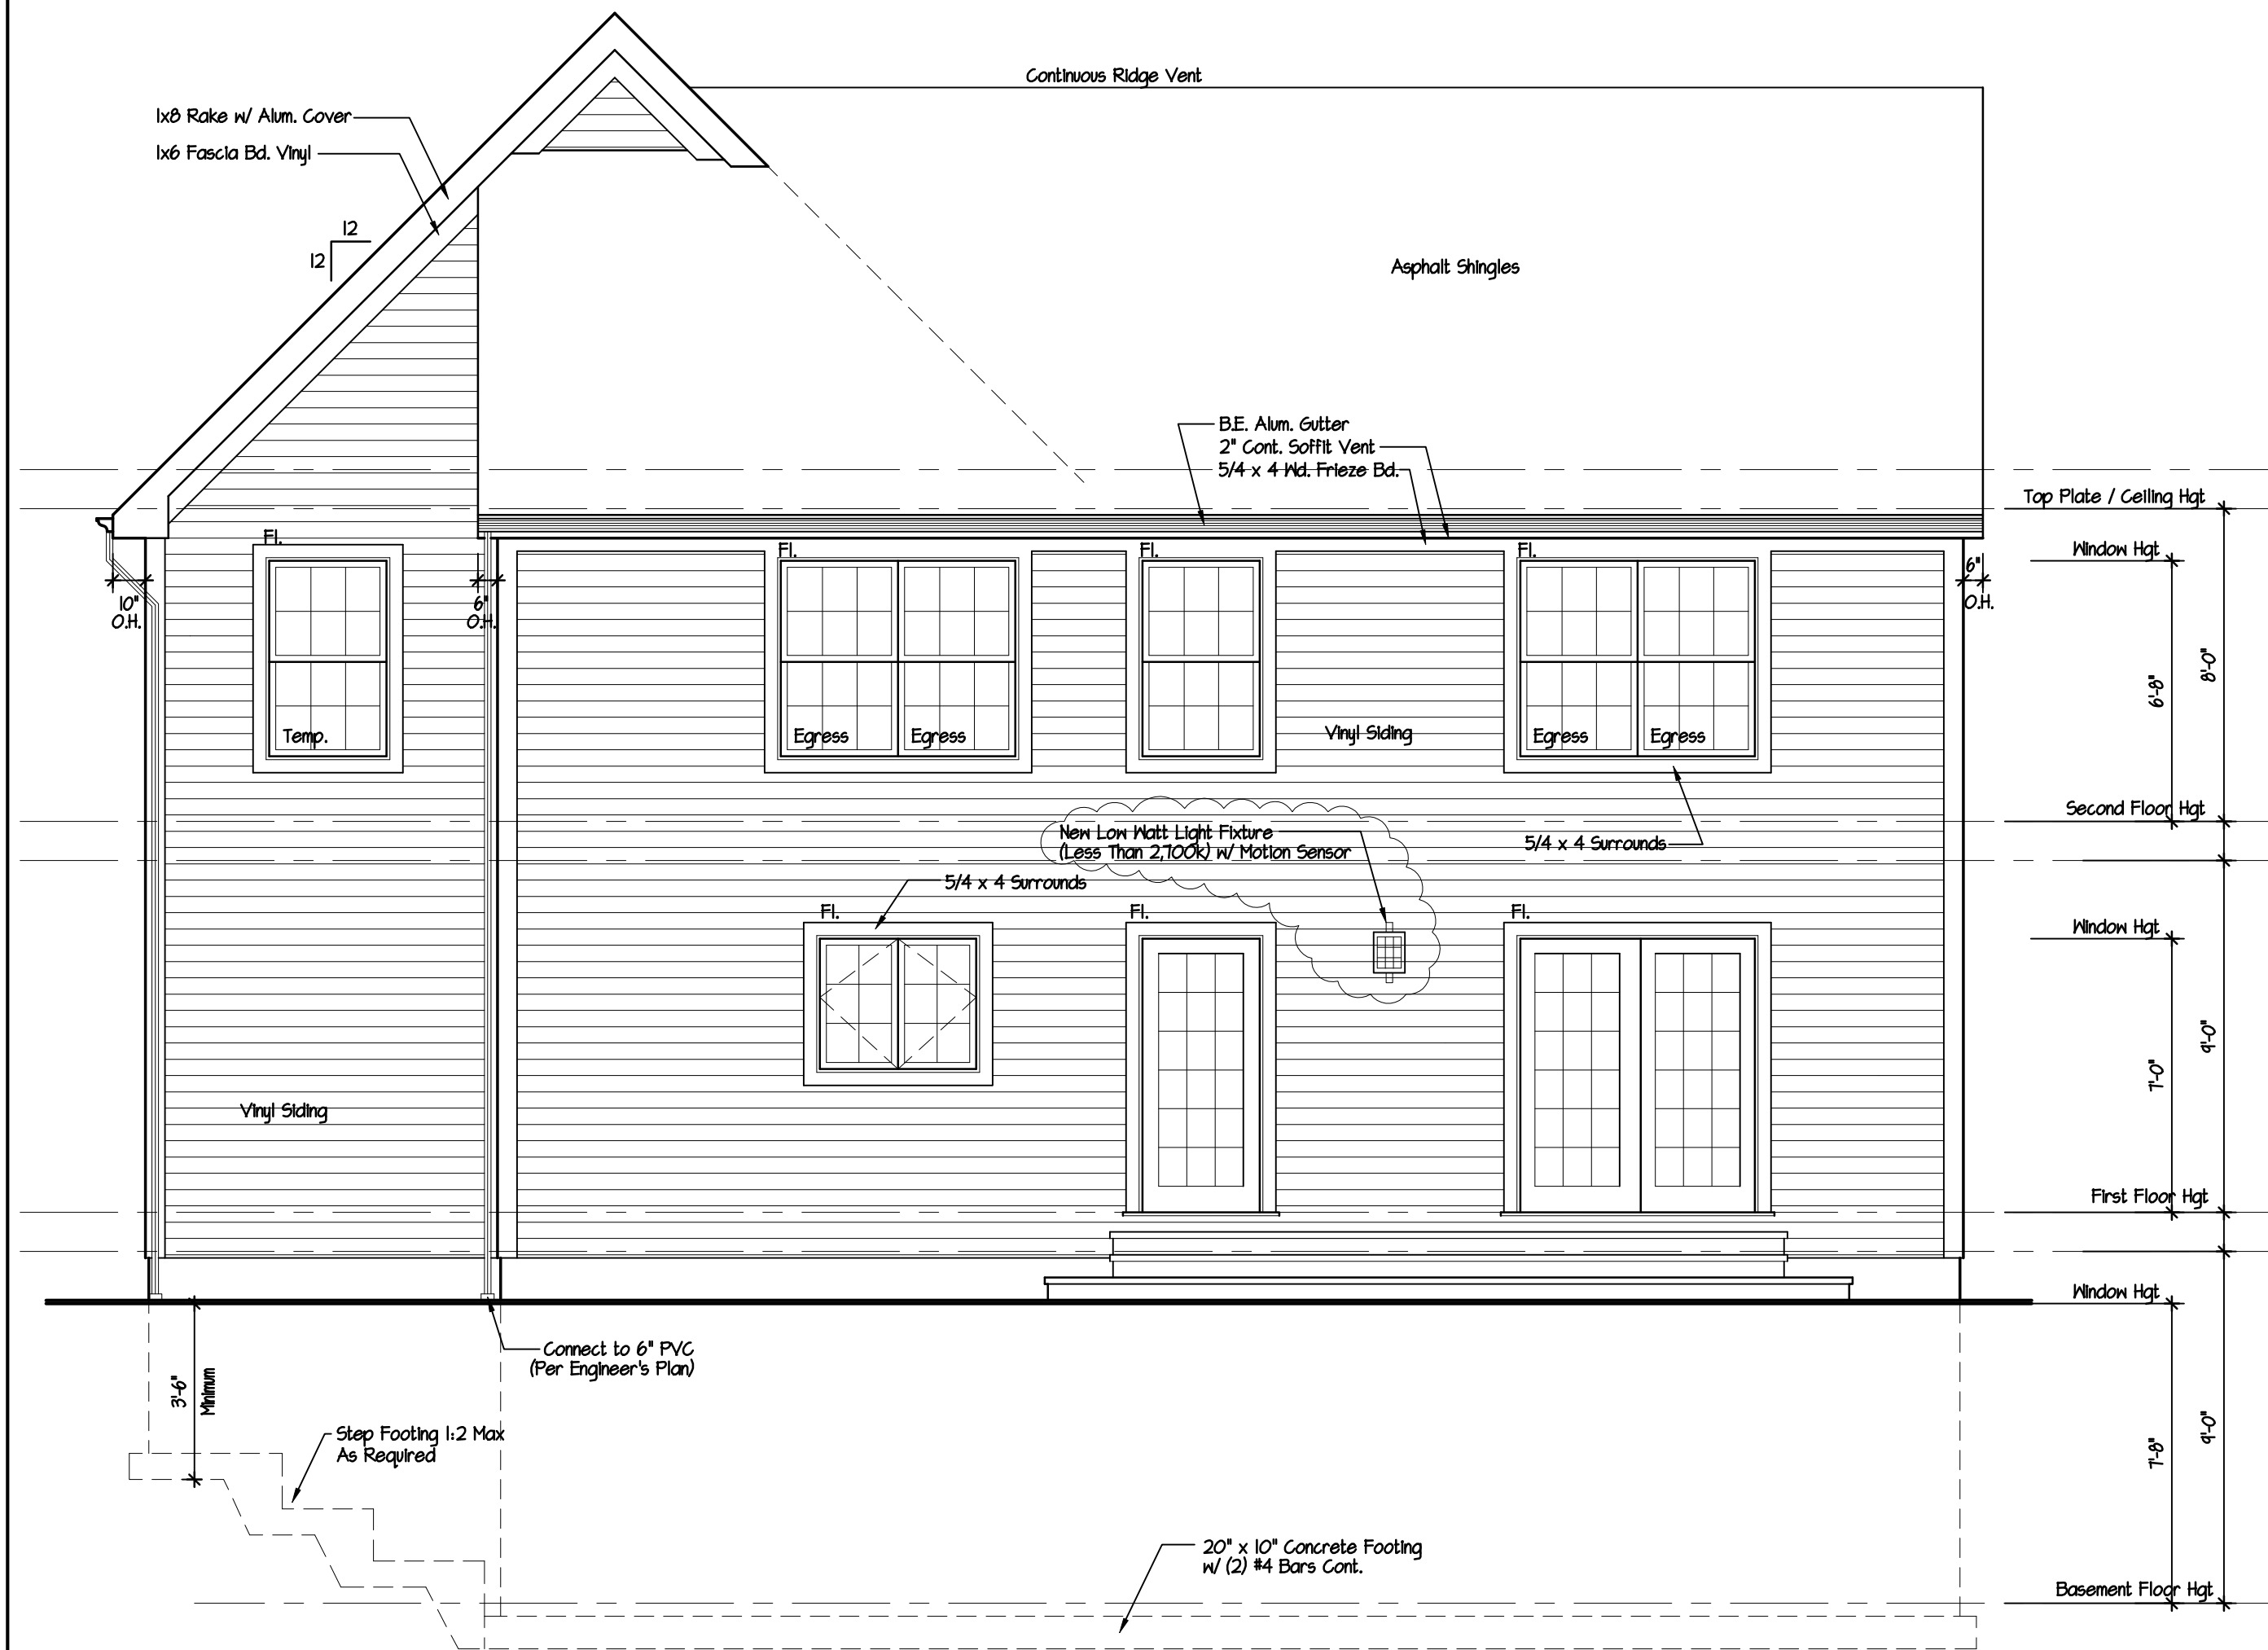 Continuous Ridge Vent
1x8 Rake w/ Alum. Cover
1x6 Fascia Bd. Vinyl
12
12
Asphalt Shingles
B.E. Alum. Gutter
2" Cont. Soffit Vent
5/4 x 4 Wd. Frieze Bd.
Top Plate / Ceiling Hgt
Fl.
Fl.
Fl.
Fl.
Window Hgt
10"
O.H.
6"
O.H.
6"
O.H.
8'-0"
6'-8"
Temp.
Egress
Egress
Vinyl Siding
Egress
Egress
Second Floor Hgt
New Low Watt Light Fixture
(Less Than 2,700k) w/ Motion Sensor
5/4 x 4 Surrounds
5/4 x 4 Surrounds
Fl.
Fl.
Fl.
Window Hgt
9'-0"
7'-0"
Vinyl Siding
First Floor Hgt
Window Hgt
Connect to 6" PVC
(Per Engineer's Plan)
3'-6"
Minimum
Step Footing 1:2 Max
As Required
9'-0"
7'-8"
20" x 10" Concrete Footing
w/ (2) #4 Bars Cont.
Basement Floor Hgt